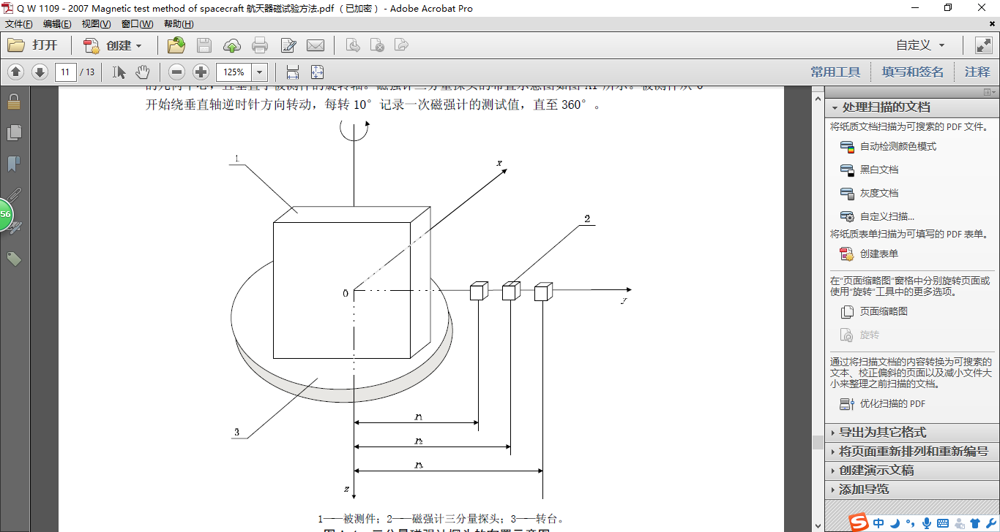 Q W 1109 - 2007 Magnetic test method of spacecraft 航天器磁试验方法.pdf （已加密） - Adobe Acrobat Pro
文件(F) 编辑(E) 视图(V) 窗口(W) 帮助(H)
打开 创建 自定义
11 / 13 125% 常用工具 填写和签名 注释
开始绕垂直轴逆时针方向转动，每转 10°记录一次磁强计的测试值，直至 360°。
1
x
2
0
y
3
r1
r2
z
1——被测件；2——磁强计三分量探头；3——转台。
56
处理扫描的文档
将纸质文档扫描为可搜索的 PDF 文件。
自动检测颜色模式
黑白文档
灰度文档
自定义扫描...
将纸质表单扫描为可填写的 PDF 表单。
创建表单
在“页面缩略图”窗格中分别旋转页面或
使用“旋转”工具中的更多选项。
页面缩略图
旋转
通过将扫描文档的内容转换为可搜索的
文本、校正偏斜的页面以及减小文件大
小来整理之前扫描的文档。
优化扫描的 PDF
导出为其它格式
将页面重新排列和重新编号
创建演示文稿
添加导览
S 中